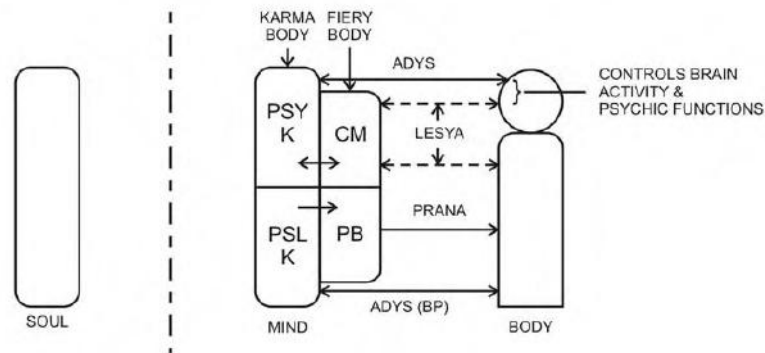 KARMA FIERY
BODY BODY
ADYS
CONTROLS BRAIN
ACTIVITY &
PSYCHIC FUNCTIONS
PSY
K
CM
LESYA
PRANA
PSL
K
PB
ADYS (BP)
SOUL
MIND
BODY